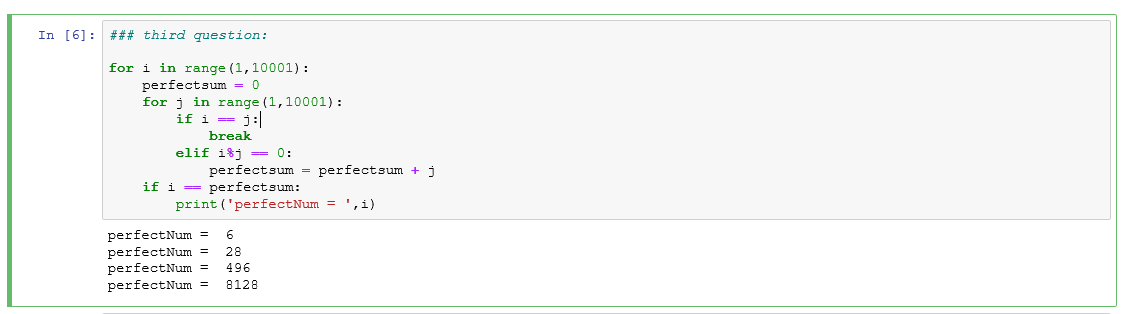 In [6]: ### third question:
for i in range(1,10001):
    perfectsum = 0
    for j in range(1,10001):
        if i == j:
            break
        elif i%j == 0:
            perfectsum = perfectsum + j
    if i == perfectsum:
        print('perfectNum = ',i)
perfectNum =  6
perfectNum =  28
perfectNum =  496
perfectNum =  8128